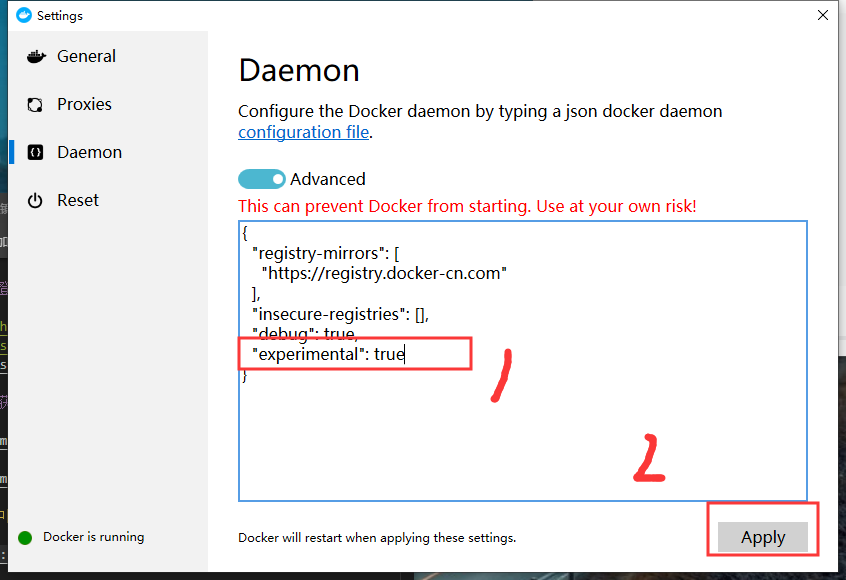 Settings
General
Proxies
Daemon
Reset
Docker is running
Daemon
Configure the Docker daemon by typing a json docker daemon
configuration file.
Advanced
This can prevent Docker from starting. Use at your own risk!
{
"registry-mirrors": [
"https://registry.docker-cn.com"
],
"insecure-registries": [],
"debug": true,
"experimental": true
}
1
2
Docker will restart when applying these settings.
Apply